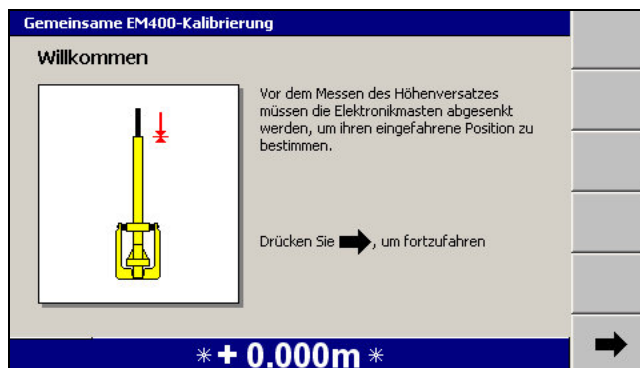 Gemeinsame EM400-Kalibrierung
Willkommen
Vor dem Messen des Höhenversatzes
müssen die Elektronikmasten abgesenkt
werden, um ihren eingefahrene Position zu
bestimmen.
Drücken Sie ➡, um fortzufahren
✳+ 0.000m ✳